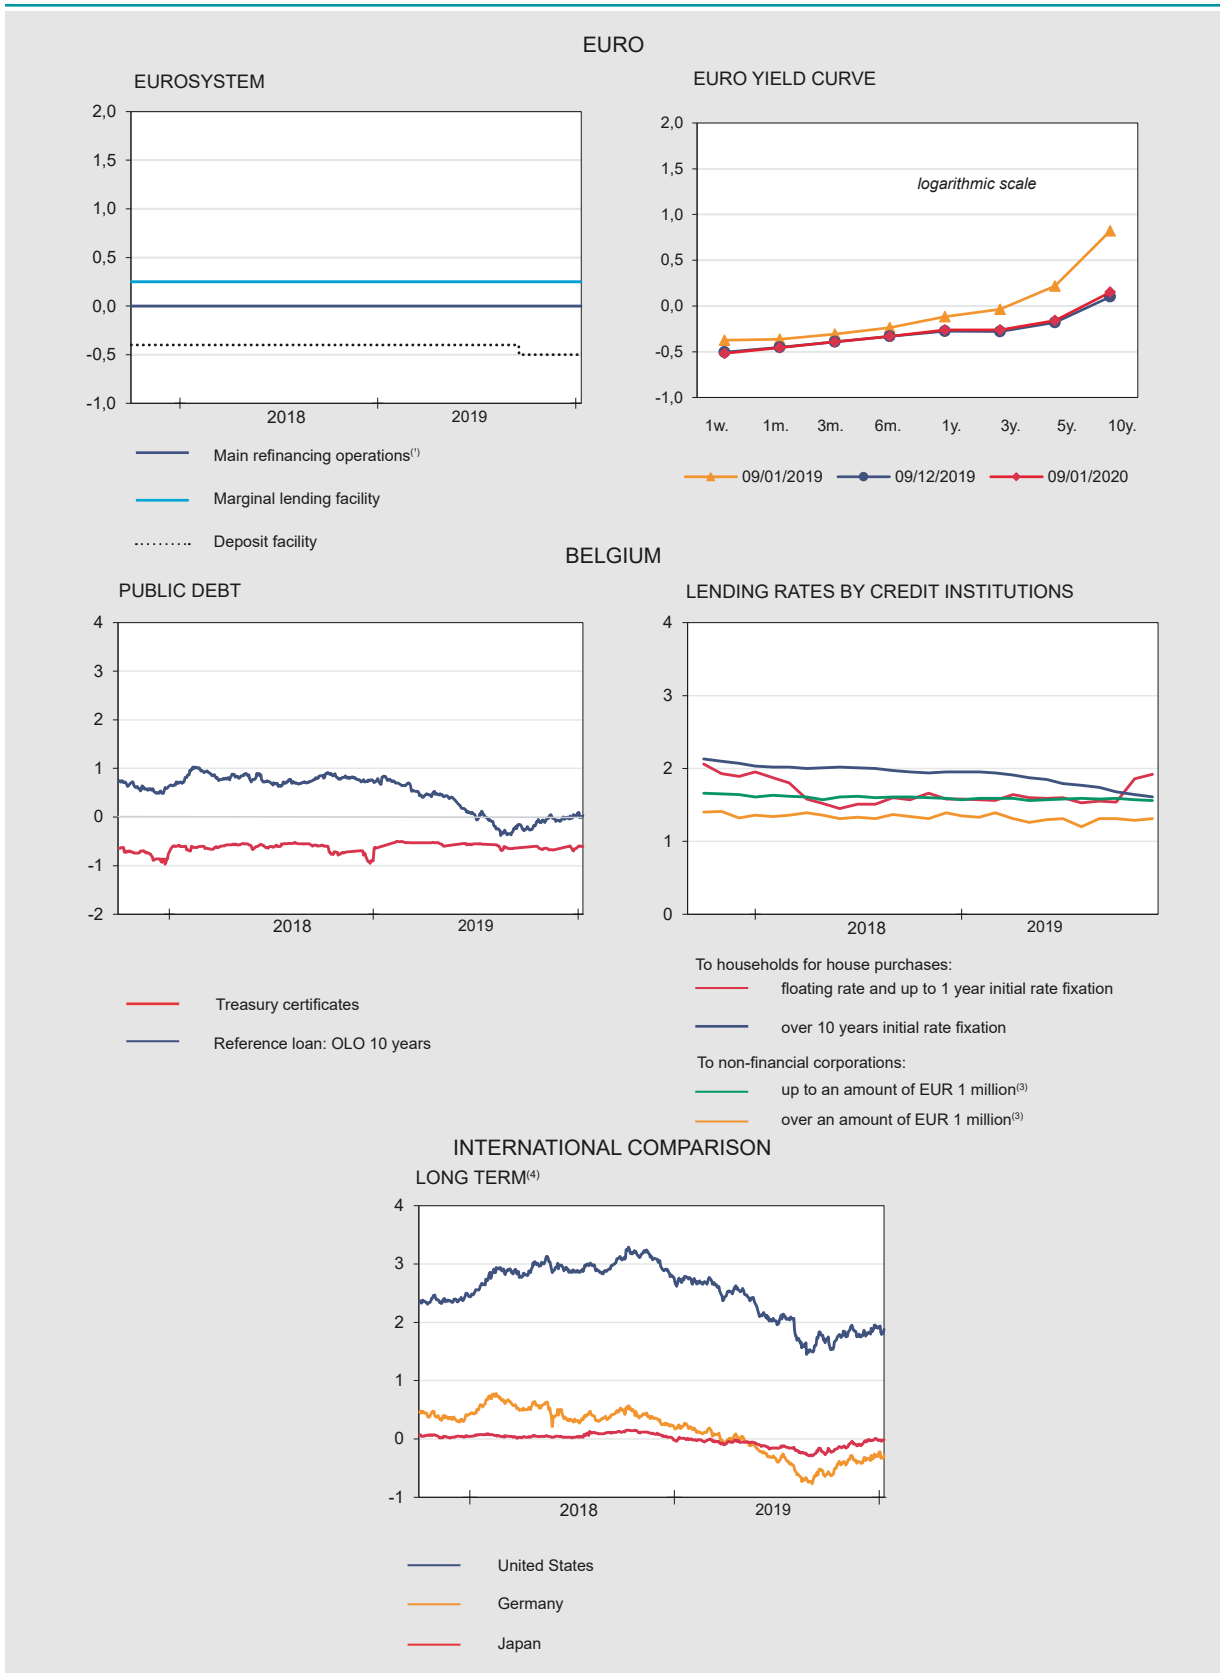 EURO
EUROSYSTEM
2,0
1,5
1,0
0,5
0,0
-0,5
-1,0
2018 2019
Main refinancing operations(¹)
Marginal lending facility
Deposit facility
EURO YIELD CURVE
2,0
1,5
1,0
0,5
0,0
-0,5
-1,0
logarithmic scale
1w. 1m. 3m. 6m. 1y. 3y. 5y. 10y.
09/01/2019 09/12/2019 09/01/2020
BELGIUM
PUBLIC DEBT
4
3
2
1
0
-1
-2
2018 2019
Treasury certificates
Reference loan: OLO 10 years
LENDING RATES BY CREDIT INSTITUTIONS
4
3
2
1
0
2018 2019
To households for house purchases:
floating rate and up to 1 year initial rate fixation
over 10 years initial rate fixation
To non-financial corporations:
up to an amount of EUR 1 million(3)
over an amount of EUR 1 million(3)
INTERNATIONAL COMPARISON
LONG TERM(4)
4
3
2
1
0
-1
2018 2019
United States
Germany
Japan